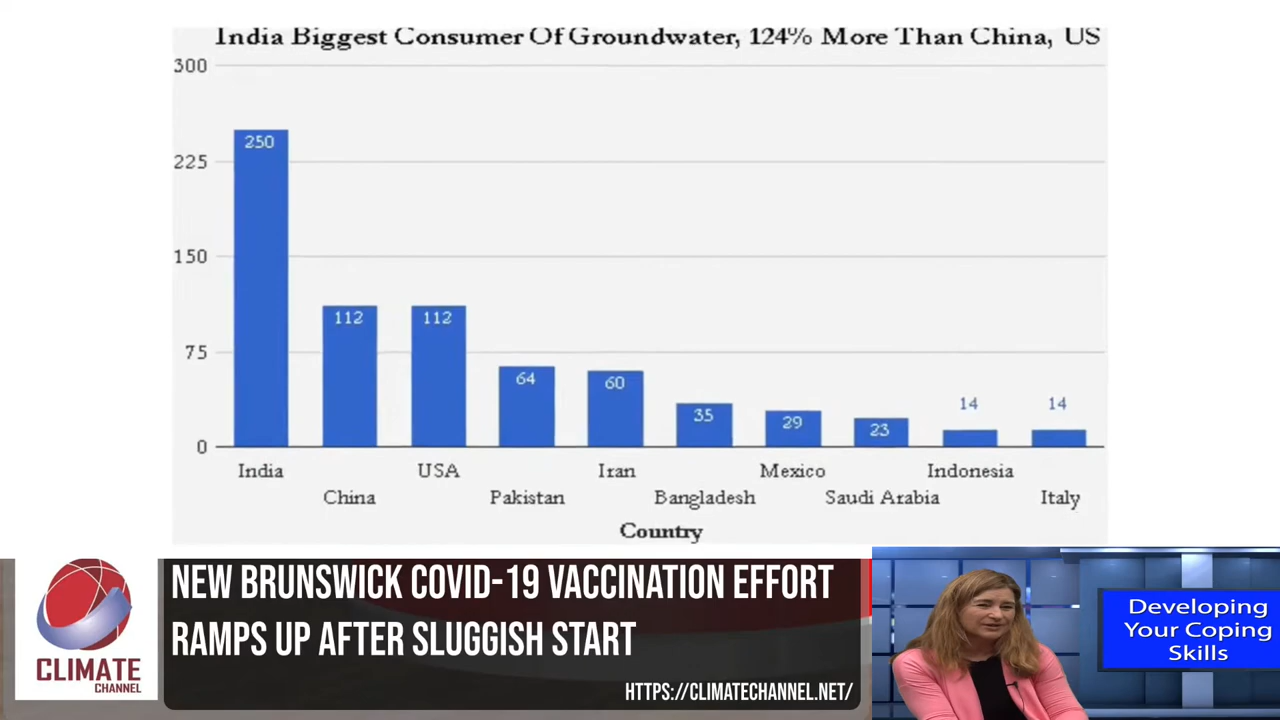 India Biggest Consumer Of Groundwater, 124% More Than China, US
300
225
150
75
0
250
112
112
64
60
35
29
23
14
14
India
China
USA
Pakistan
Iran
Bangladesh
Mexico
Saudi Arabia
Indonesia
Italy
Country
CLIMATE
CHANNEL
NEW BRUNSWICK COVID-19 VACCINATION EFFORT
RAMPS UP AFTER SLUGGISH START
HTTPS://CLIMATECHANNEL.NET/
Developing
Your Coping
Skills